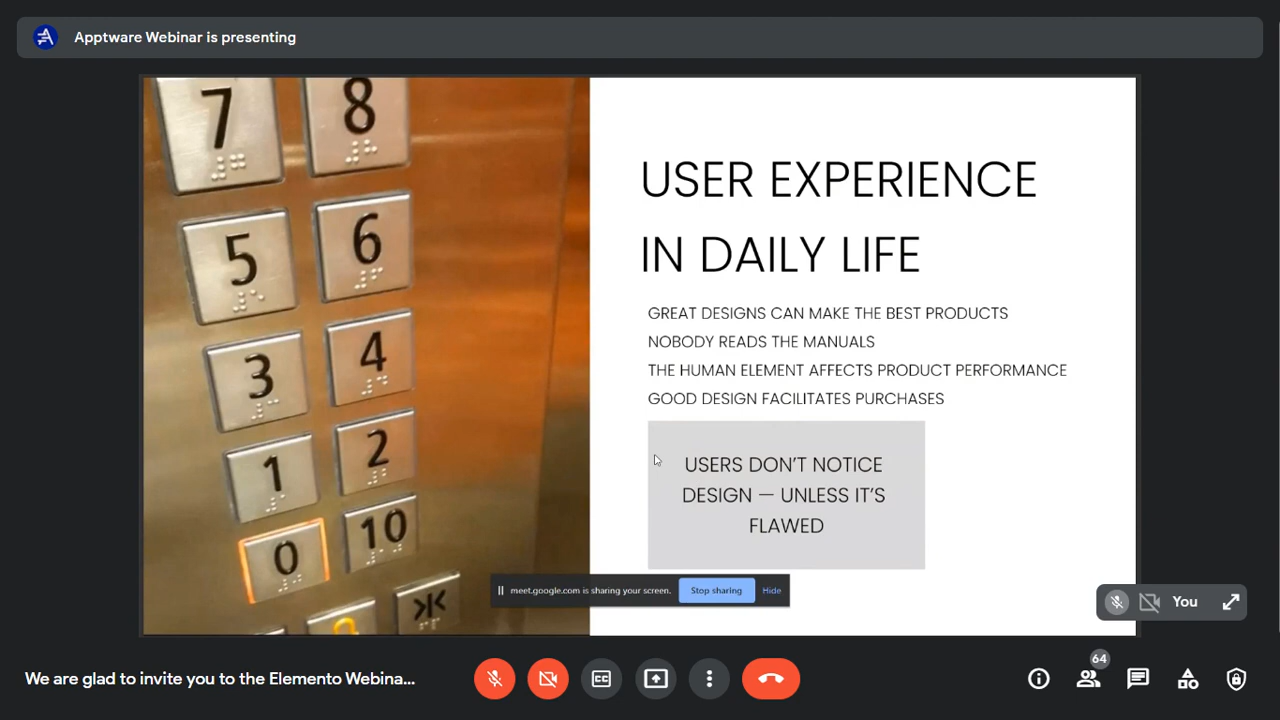 Apptware Webinar is presenting
7 8
5 6
3 4
1 2
0 10
USER EXPERIENCE
IN DAILY LIFE
GREAT DESIGNS CAN MAKE THE BEST PRODUCTS
NOBODY READS THE MANUALS
THE HUMAN ELEMENT AFFECTS PRODUCT PERFORMANCE
GOOD DESIGN FACILITATES PURCHASES
USERS DON'T NOTICE
DESIGN — UNLESS IT'S
FLAWED
meet.google.com is sharing your screen. Stop sharing Hide
You
We are glad to invite you to the Elemento Webina...
CC
64